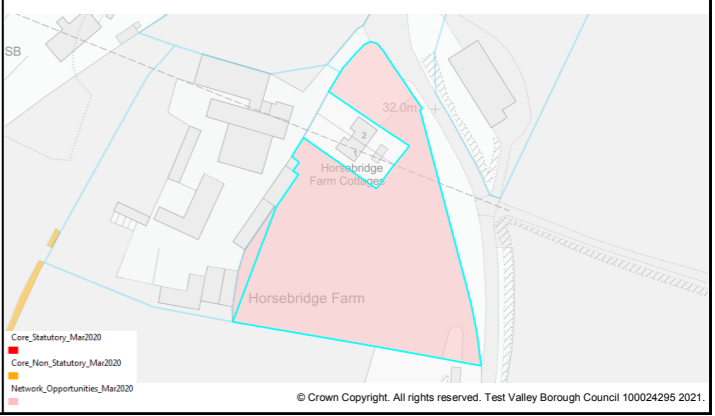 SB
32.0m
2
1
Horsebridge
Farm Cottages
Horsebridge Farm
Core_Statutory_Mar2020
Core_Non_Statutory_Mar2020
Network_Opportunities_Mar2020
© Crown Copyright. All rights reserved. Test Valley Borough Council 100024295 2021.